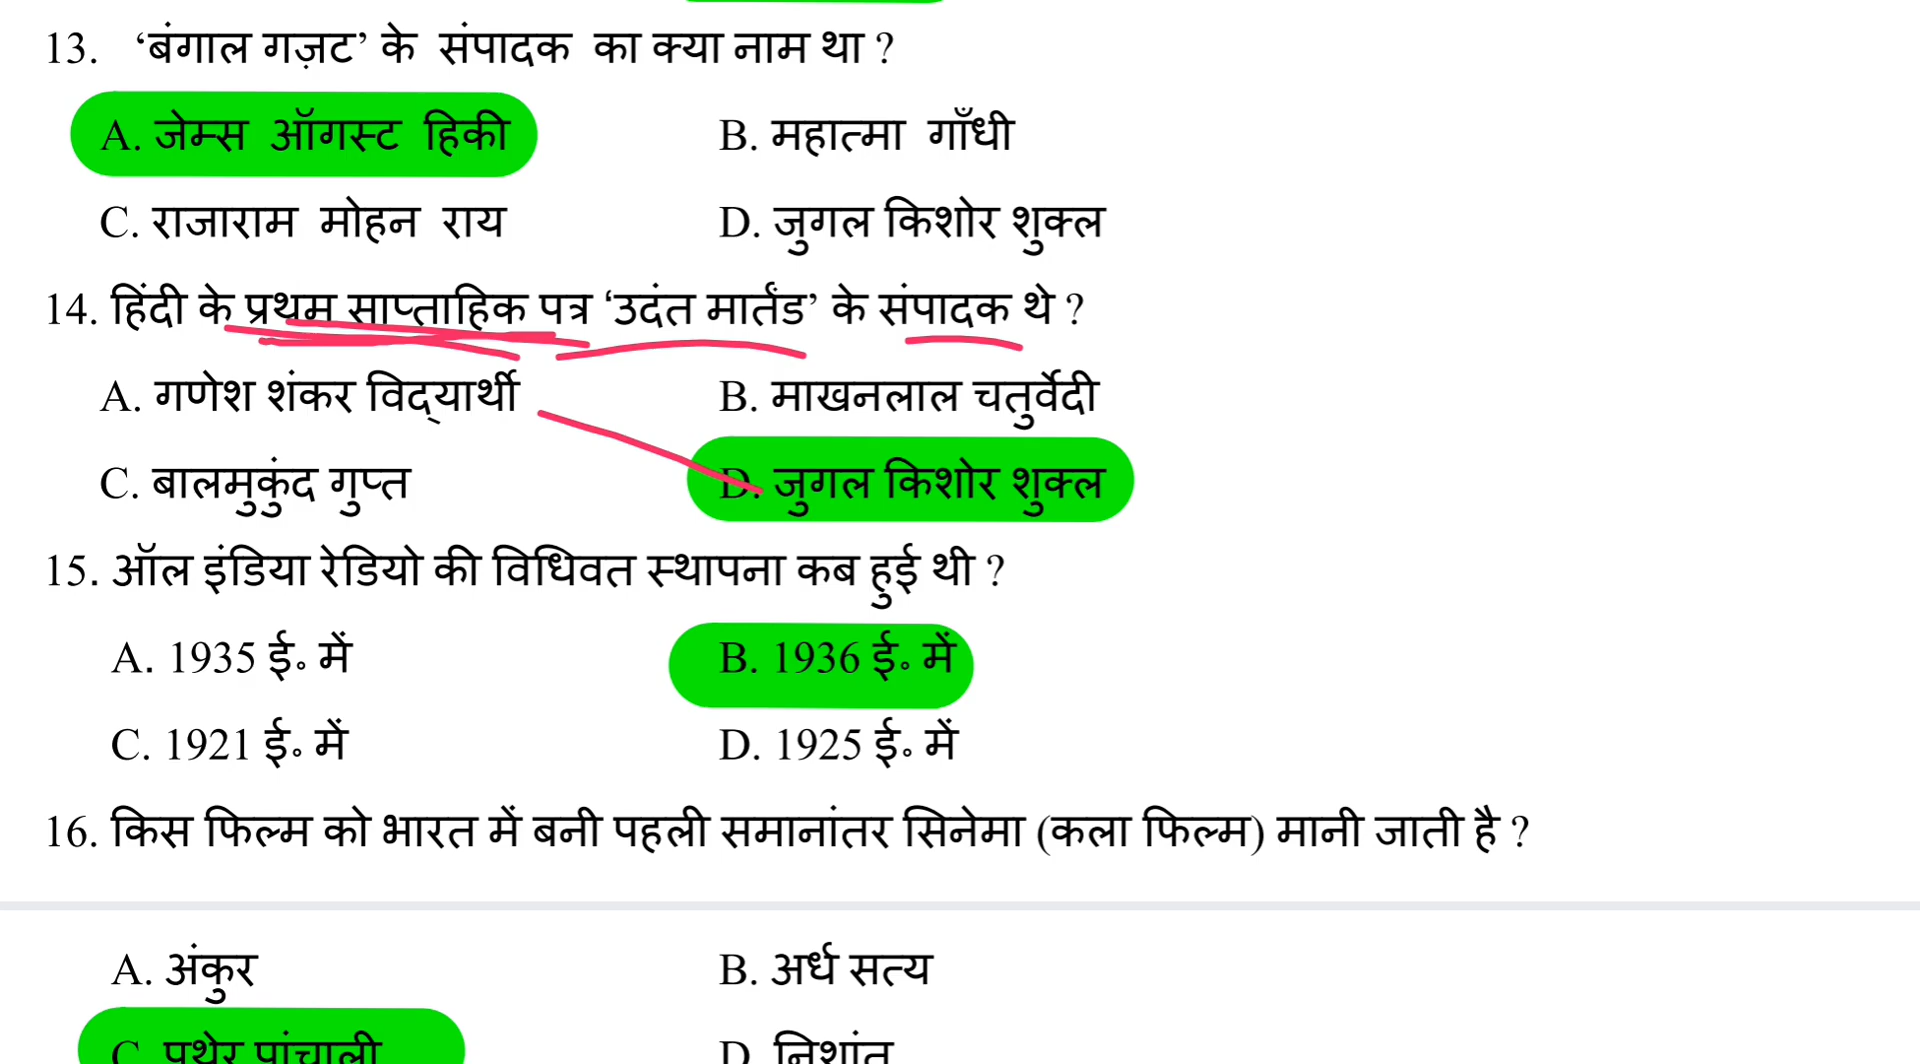 13. ‘बंगाल गज़ट’ के संपादक का क्या नाम था ?
A. जेम्स ऑगस्ट हिकी B. महात्मा गाँधी
C. राजाराम मोहन राय D. जुगल किशोर शुक्ल
14. हिंदी के प्रथम साप्ताहिक पत्र ‘उदंत मार्तंड’ के संपादक थे ?
A. गणेश शंकर विद्‌यार्थी B. माखनलाल चतुर्वेदी
C. बालमुकुंद गुप्त D. जुगल किशोर शुक्ल
15. ऑल इंडिया रेडियो की विधिवत स्थापना कब हुई थी ?
A. 1935 ई॰ में B. 1936 ई॰ में
C. 1921 ई॰ में D. 1925 ई॰ में
16. किस फिल्म को भारत में बनी पहली समानांतर सिनेमा (कला फिल्म) मानी जाती है ?
A. अंकुर B. अर्ध सत्य
C. पथेर पांचाली D. निशांत